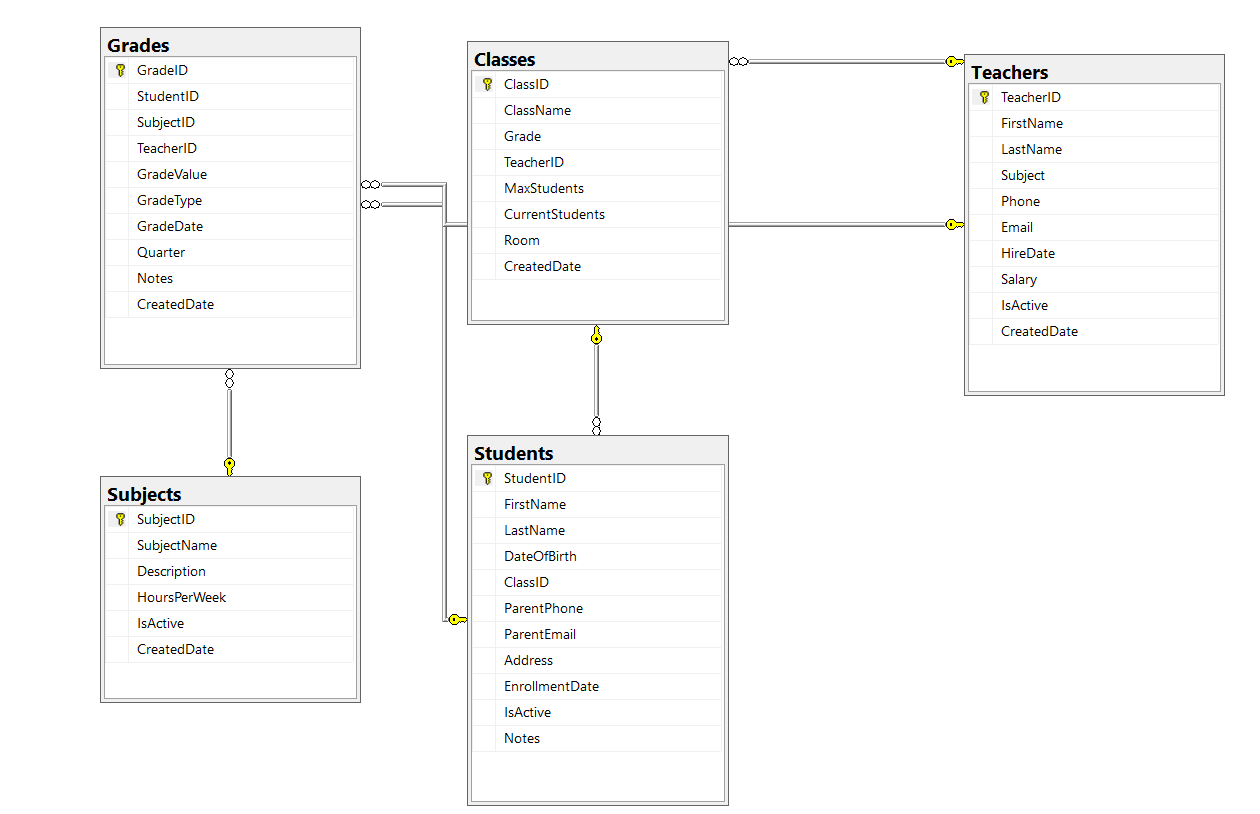 Grades
GradeID
StudentID
SubjectID
TeacherID
GradeValue
GradeType
GradeDate
Quarter
Notes
CreatedDate
Classes
ClassID
ClassName
Grade
TeacherID
MaxStudents
CurrentStudents
Room
CreatedDate
Teachers
TeacherID
FirstName
LastName
Subject
Phone
Email
HireDate
Salary
IsActive
CreatedDate
Subjects
SubjectID
SubjectName
Description
HoursPerWeek
IsActive
CreatedDate
Students
StudentID
FirstName
LastName
DateOfBirth
ClassID
ParentPhone
ParentEmail
Address
EnrollmentDate
IsActive
Notes